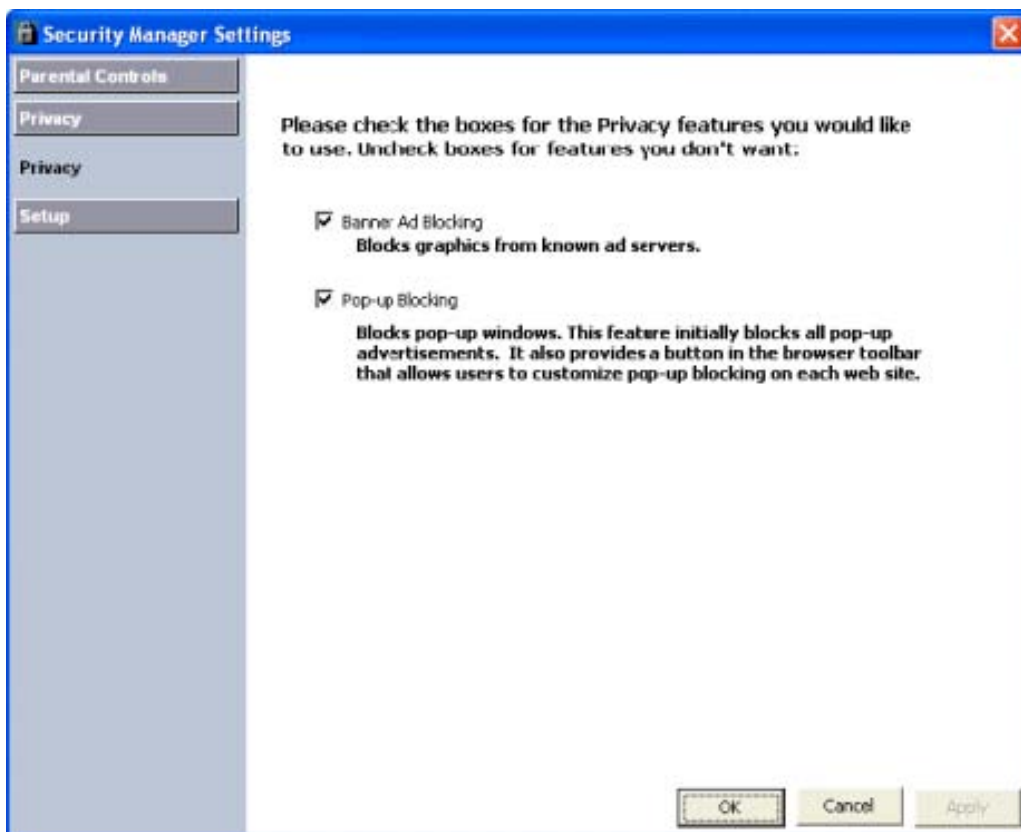 Security Manager Settings
Parental Controls
Privacy
Privacy
Setup
Please check the boxes for the Privacy features you would like
to use. Uncheck boxes for features you don't want:
Banner Ad Blocking
Blocks graphics from known ad servers.
Pop-up Blocking
Blocks pop-up windows. This feature initially blocks all pop-up
advertisements. It also provides a button in the browser toolbar
that allows users to customize pop-up blocking on each web site.
OK
Cancel
Apply